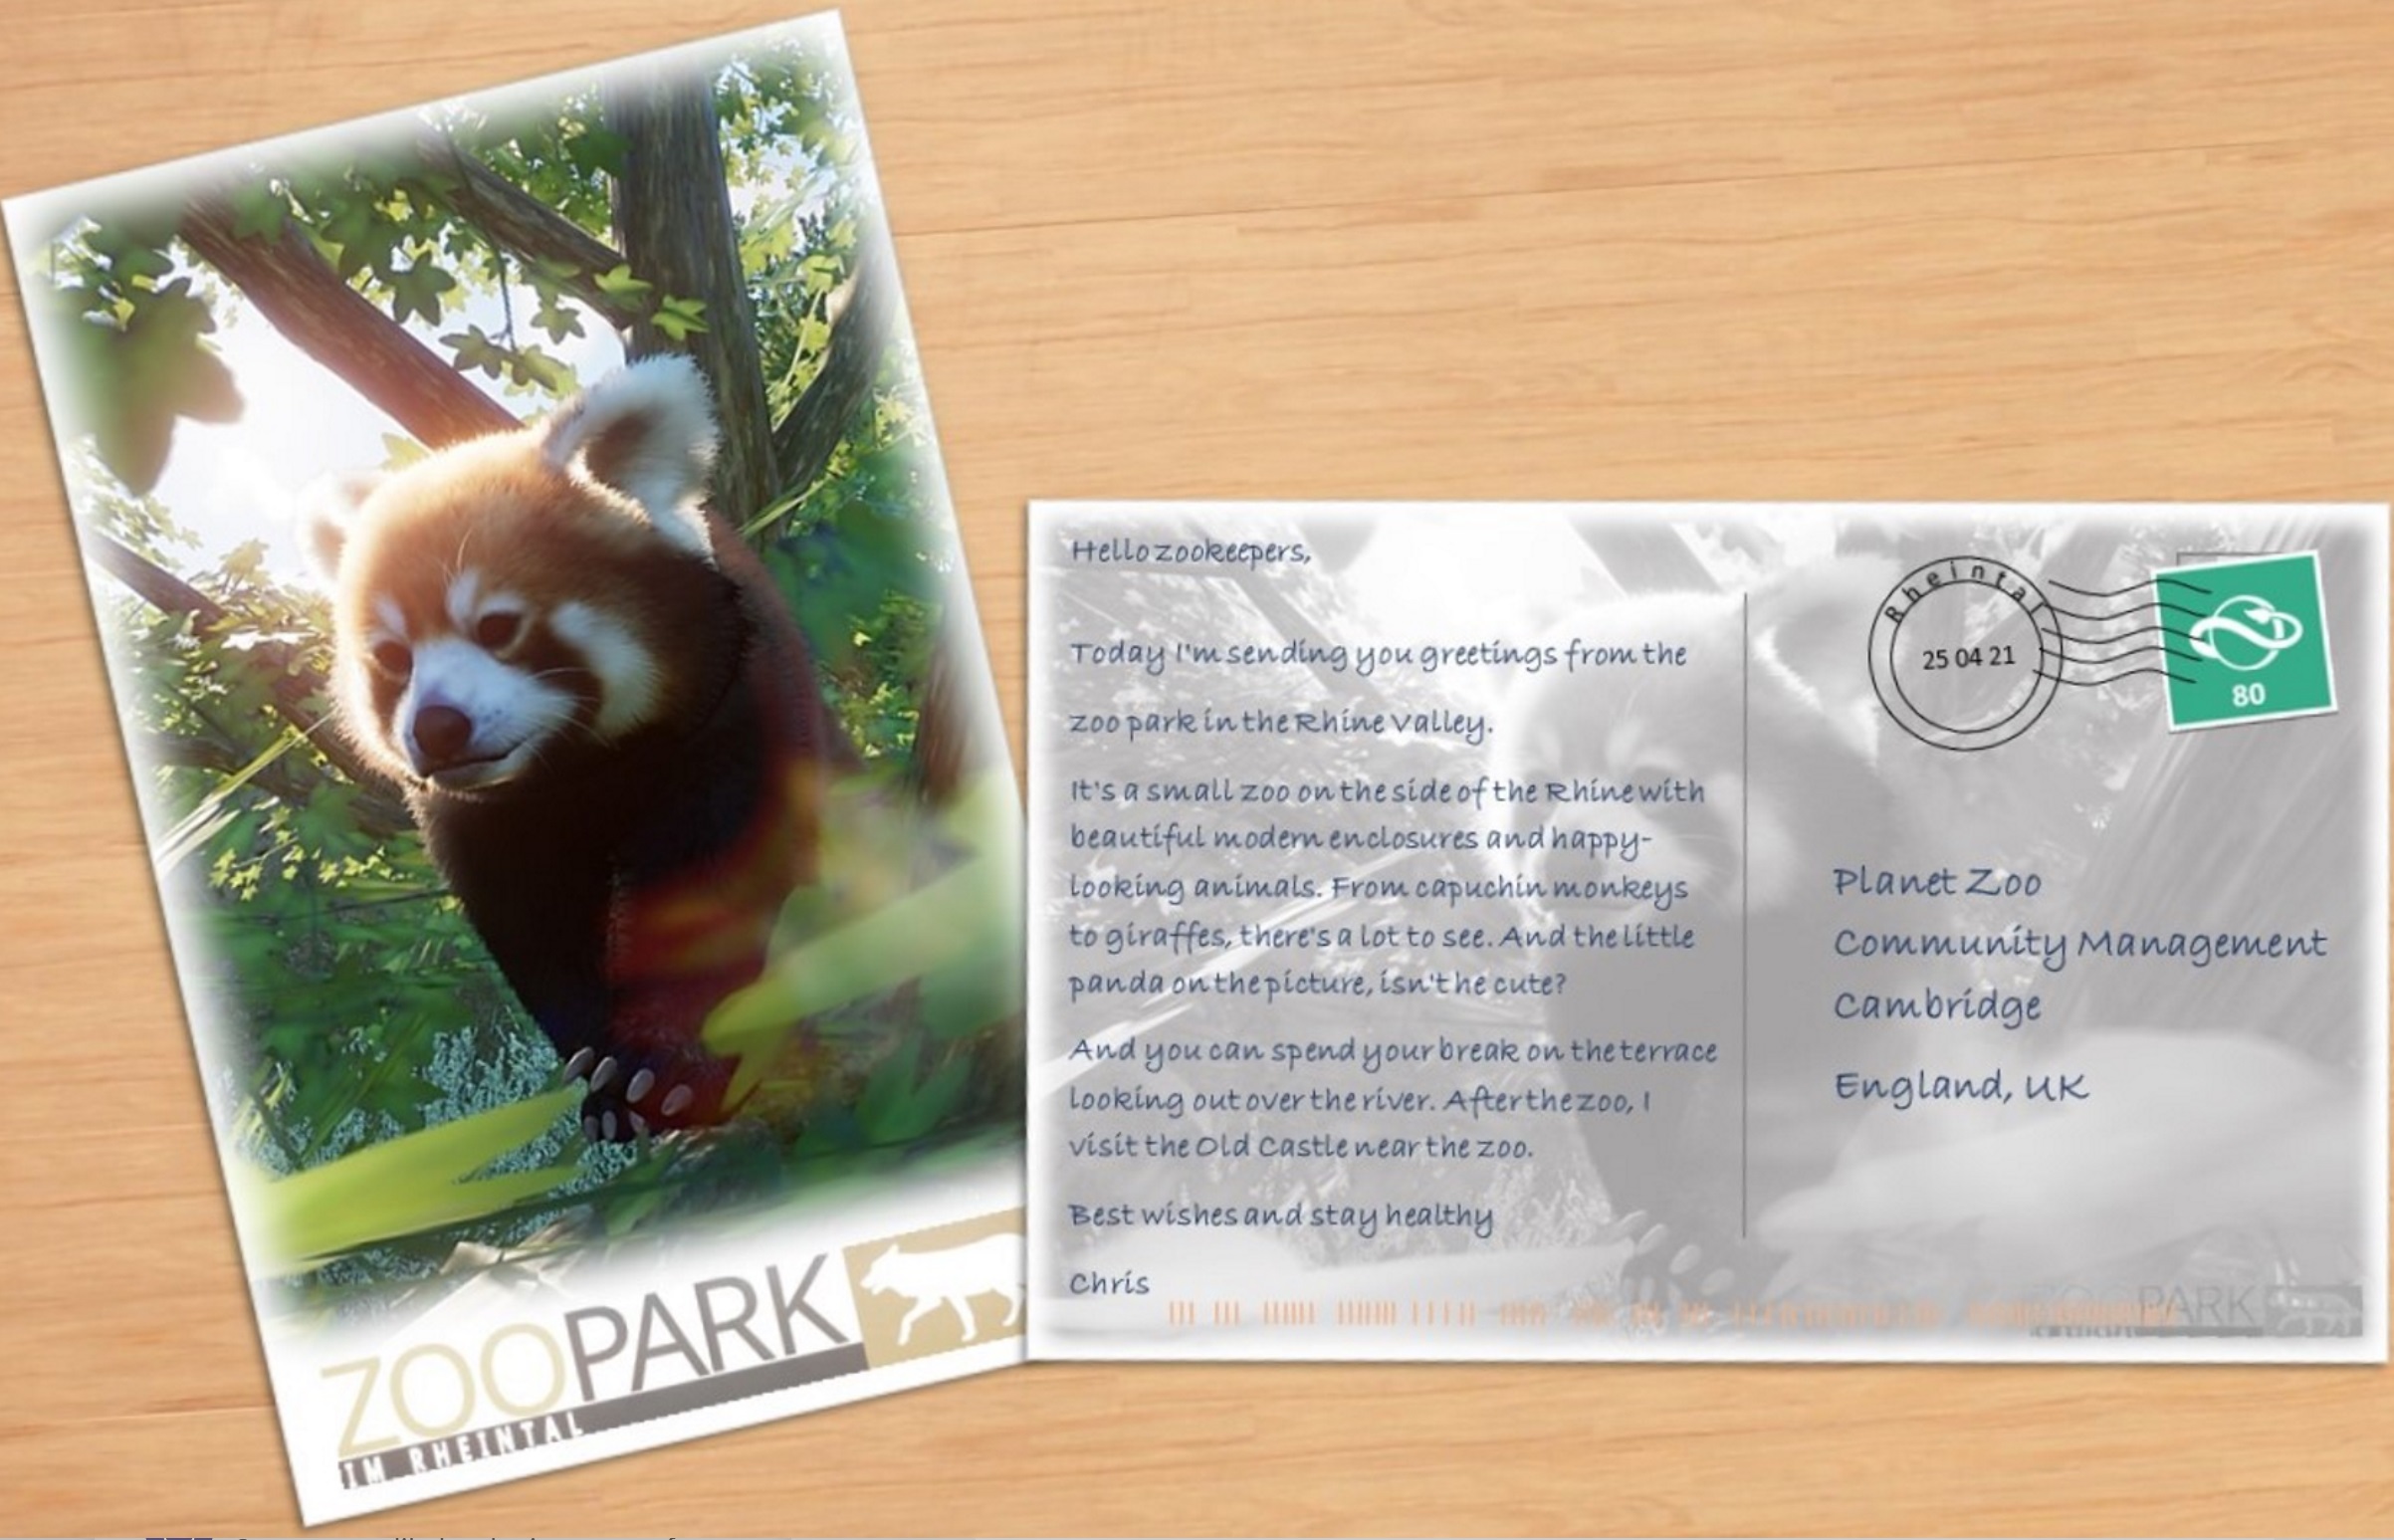 ZOOPARK
IM RHEINTAL
Hello zookeepers,
Today I'm sending you greetings from the
zoo park in the Rhine Valley.
It's a small zoo on the side of the Rhine with
beautiful modern enclosures and happy-
looking animals. From capuchin monkeys
to giraffes, there's a lot to see. And the little
panda on the picture, isn't he cute?
And you can spend your break on the terrace
looking out over the river. After the zoo, I
visit the Old Castle near the zoo.
Best wishes and stay healthy
Chris
Rheintal
25 04 21
80
Planet Zoo
Community Management
Cambridge
England, UK
ZOOPARK